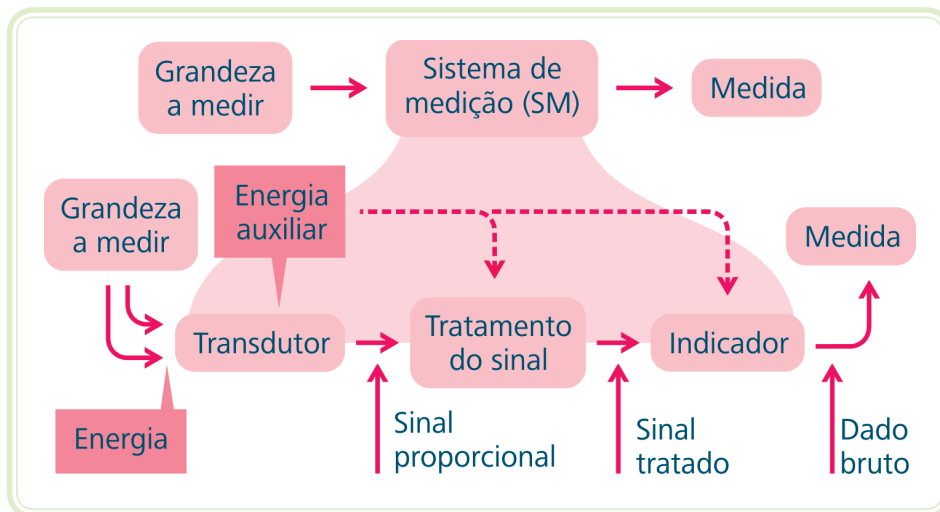 Grandeza
a medir
Sistema de
medição (SM)
Medida
Grandeza
a medir
Energia
auxiliar
Medida
Transdutor
Tratamento
do sinal
Indicador
Energia
Sinal
proporcional
Sinal
tratado
Dado
bruto